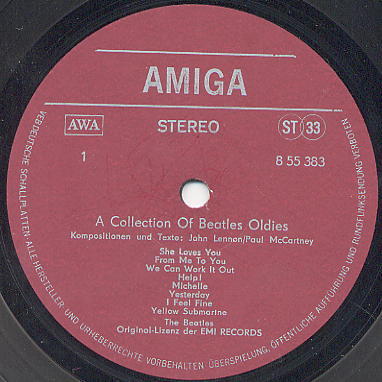 AMIGA
AWA
STEREO
ST 33
1
8 55 383
A Collection Of Beatles Oldies
Kompositionen und Texte: John Lennon/Paul McCartney
She Loves You
From Me To You
We Can Work It Out
Help!
Michelle
Yesterday
I Feel Fine
Yellow Submarine
The Beatles
Original-Lizenz der EMI RECORDS
VEB DEUTSCHE SCHALLPLATTEN · ALLE HERSTELLER UND URHEBERRECHTE VORBEHALTEN · ÜBERSPIELUNG, ÖFFENTLICHE AUFFÜHRUNG UND RUNDFUNKSENDUNG VERBOTEN